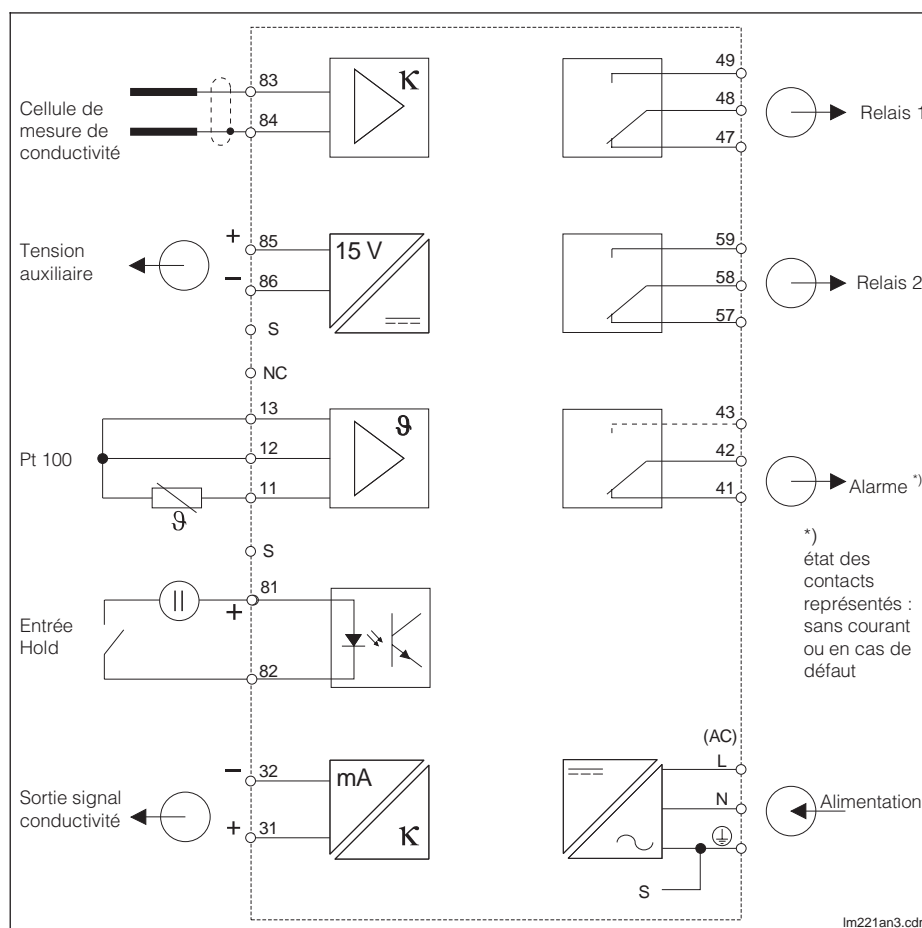 83
K
84
Cellule de
mesure de
conductivité
49
48
47
Relais 1
+
85
15 V
−
86
Tension
auxiliaire
S
NC
59
58
57
Relais 2
13
ϑ
12
11
Pt 100
ϑ
43
42
41
Alarme *)
*)
état des
contacts
représentés :
sans courant
ou en cas de
défaut
S
81
+
82
Entrée
Hold
−
32
mA
+
31
K
Sortie signal
conductivité
(AC)
L
N
S
Alimentation
lm221an3.cdr